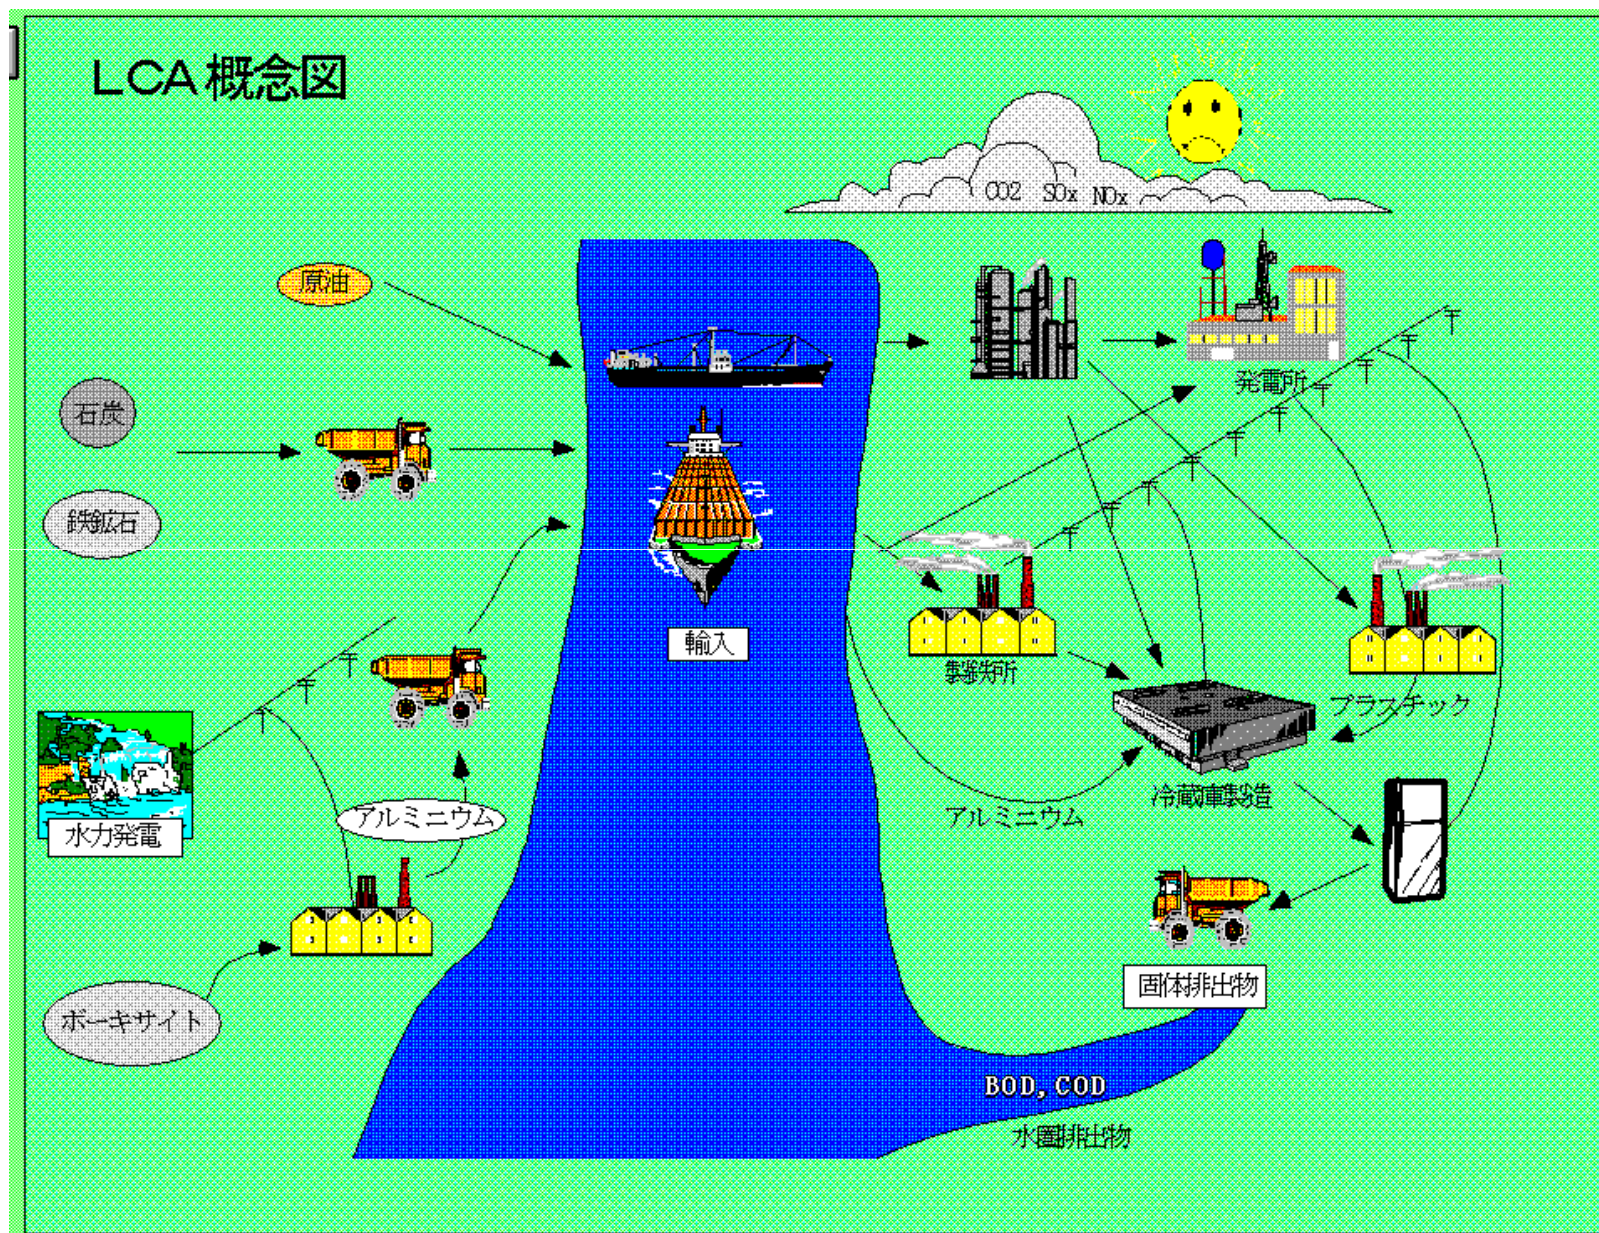 LCA概念図
CO2 SOx NOx
原油
石炭
発電所
鉄鉱石
輸入
製鉄所
プラスチック
水力発電
アルミニウム
アルミニウム
冷蔵庫製造
固体排出物
ボーキサイト
BOD,COD
水圏排出物